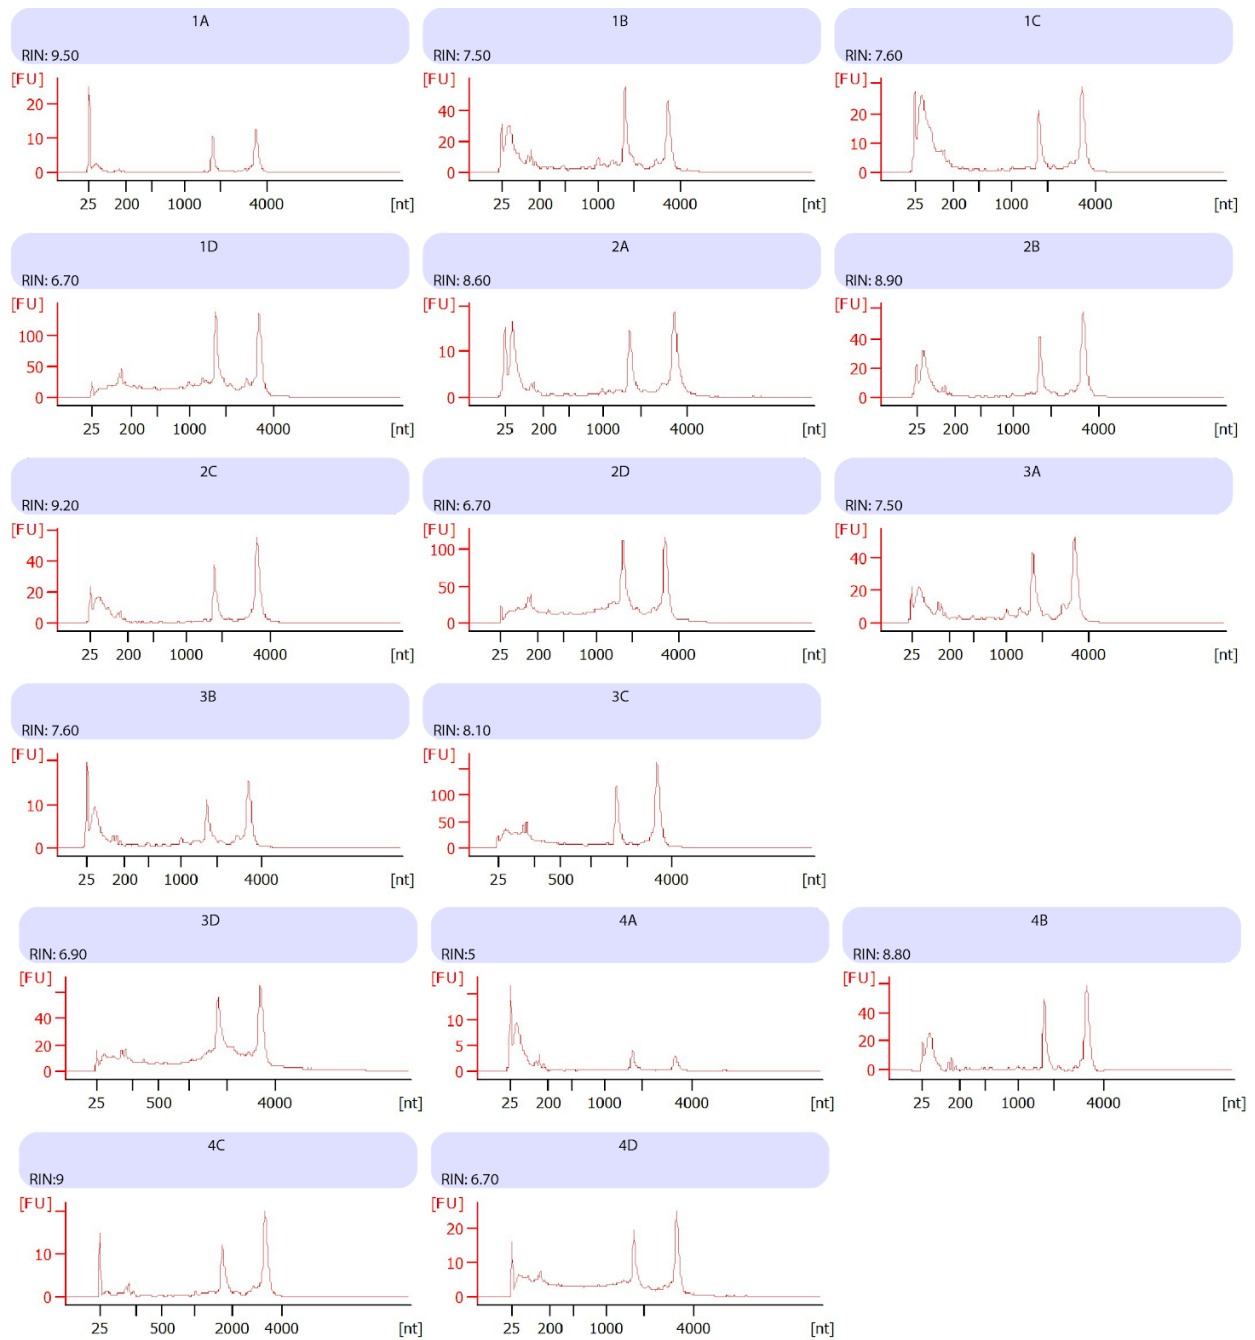 1A
RIN: 9.50
[FU]
20
10
0
25 200 1000 4000 [nt]
1B
RIN: 7.50
[FU]
40
20
0
25 200 1000 4000 [nt]
1C
RIN: 7.60
[FU]
20
10
0
25 200 1000 4000 [nt]
1D
RIN: 6.70
[FU]
100
50
0
25 200 1000 4000 [nt]
2A
RIN: 8.60
[FU]
10
0
25 200 1000 4000 [nt]
2B
RIN: 8.90
[FU]
40
20
0
25 200 1000 4000 [nt]
2C
RIN: 9.20
[FU]
40
20
0
25 200 1000 4000 [nt]
2D
RIN: 6.70
[FU]
100
50
0
25 200 1000 4000 [nt]
3A
RIN: 7.50
[FU]
40
20
0
25 200 1000 4000 [nt]
3B
RIN: 7.60
[FU]
10
0
25 200 1000 4000 [nt]
3C
RIN: 8.10
[FU]
100
50
0
25 500 4000 [nt]
3D
RIN: 6.90
[FU]
40
20
0
25 500 4000 [nt]
4A
RIN:5
[FU]
10
5
0
25 200 1000 4000 [nt]
4B
RIN: 8.80
[FU]
40
20
0
25 200 1000 4000 [nt]
4C
RIN:9
[FU]
10
0
25 500 2000 4000 [nt]
4D
RIN: 6.70
[FU]
20
10
0
25 200 1000 4000 [nt]